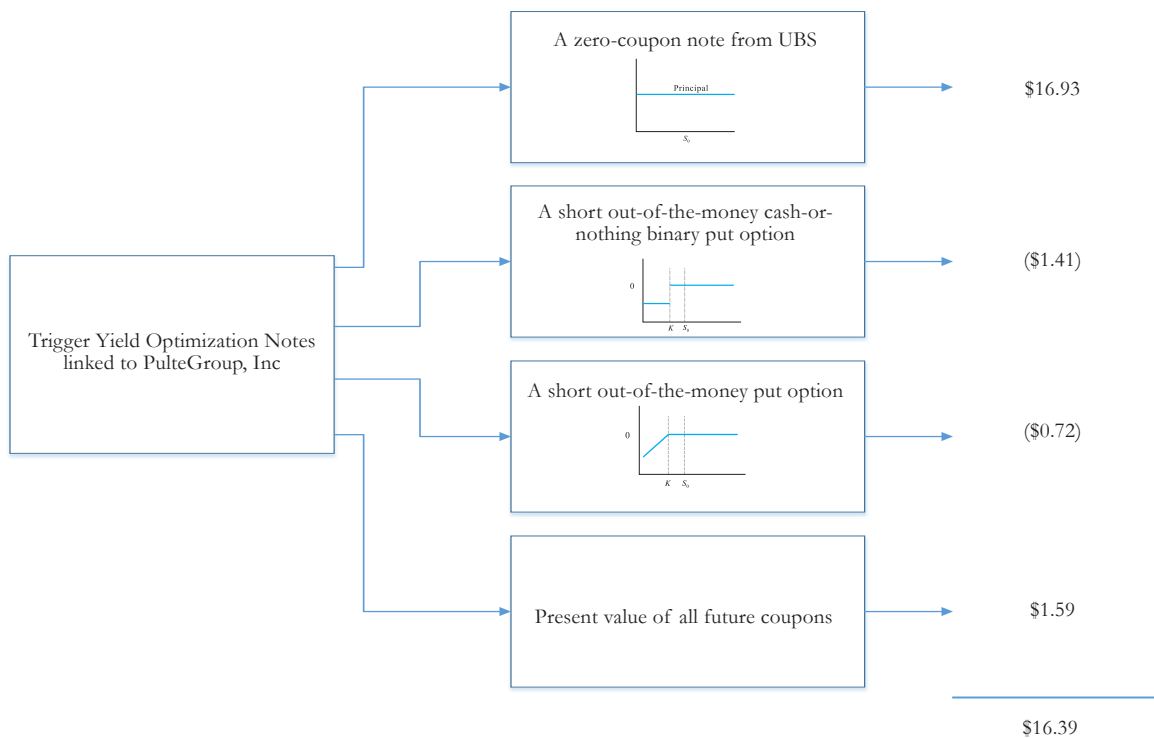 A zero-coupon note from UBS
Principal
S₀
$16.93
A short out-of-the-money cash-or-
nothing binary put option
0
K
S₀
($1.41)
Trigger Yield Optimization Notes
linked to PulteGroup, Inc
A short out-of-the-money put option
0
K
S₀
($0.72)
Present value of all future coupons
$1.59
$16.39